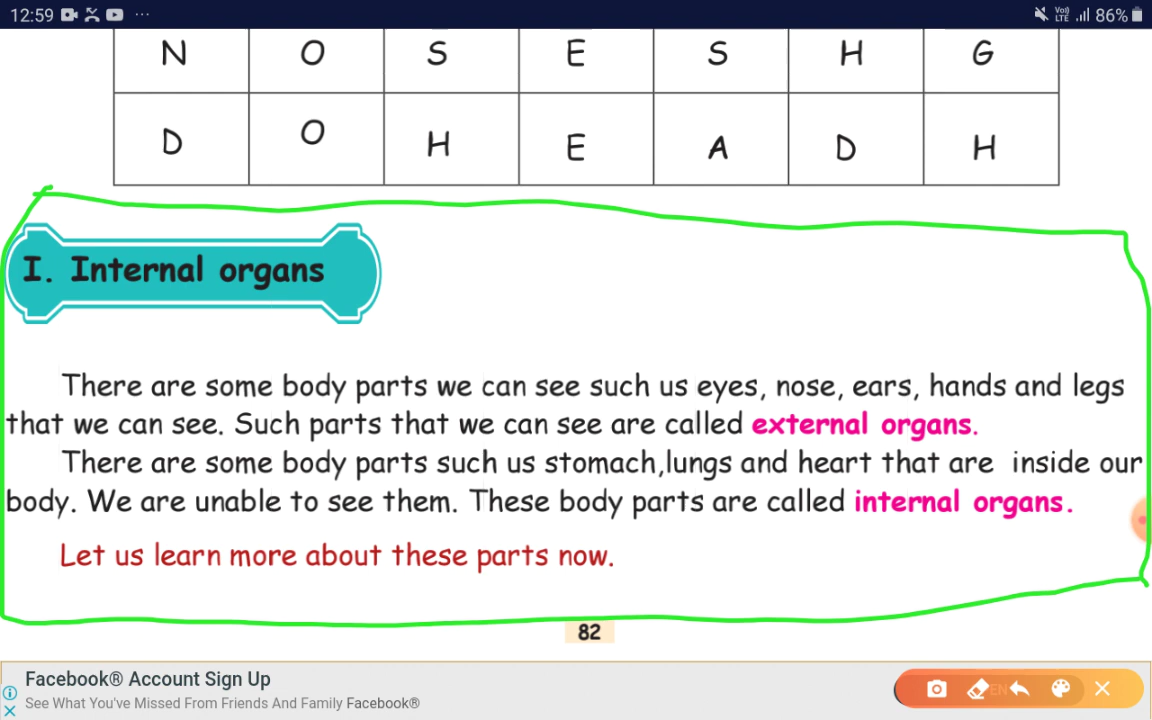 12:59 ... Vo)) LTE 86%
N O S E S H G
D O H E A D H
I. Internal organs
There are some body parts we can see such us eyes, nose, ears, hands and legs
that we can see. Such parts that we can see are called external organs.
There are some body parts such us stomach,lungs and heart that are inside our
body. We are unable to see them. These body parts are called internal organs.
Let us learn more about these parts now.
82
Facebook® Account Sign Up
See What You've Missed From Friends And Family Facebook®
EN